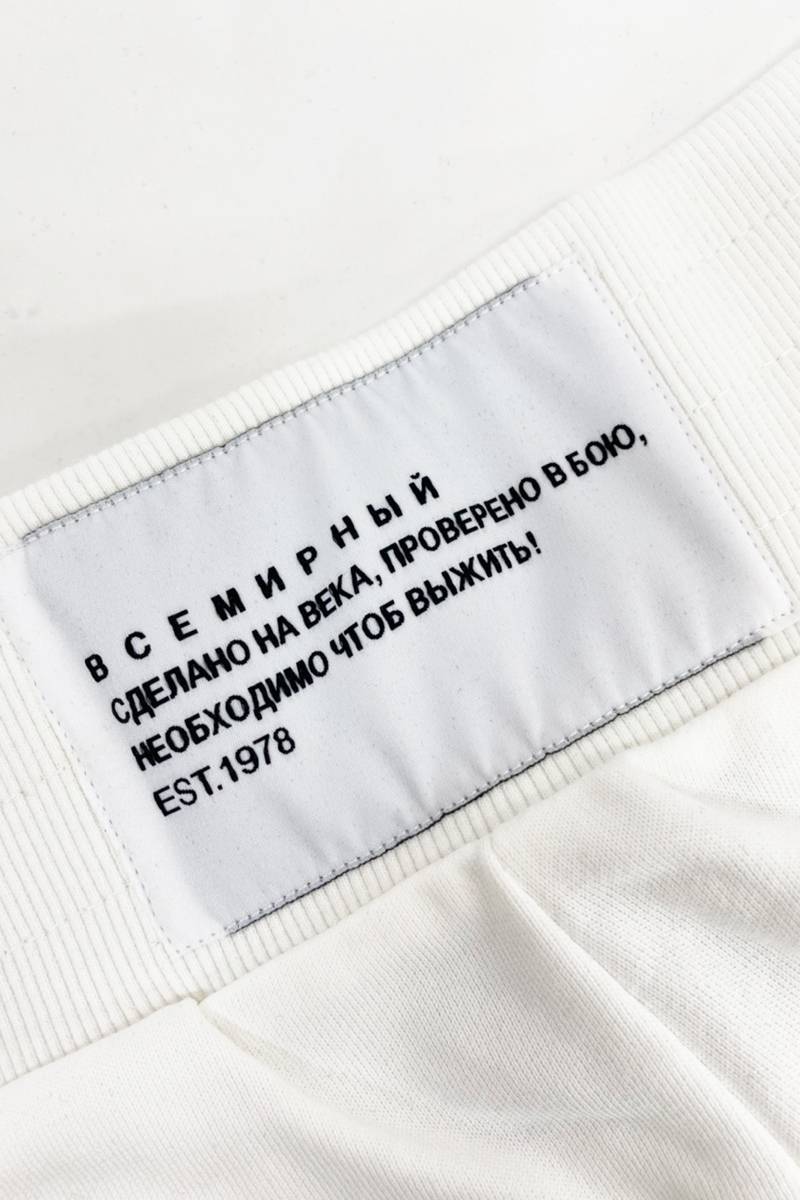 ВСЕМИРНЫЙ
СДЕЛАНО НА ВЕКА, ПРОВЕРЕНО В БОЮ,
НЕОБХОДИМО ЧТОБ ВЫЖИТЬ!
EST.1978